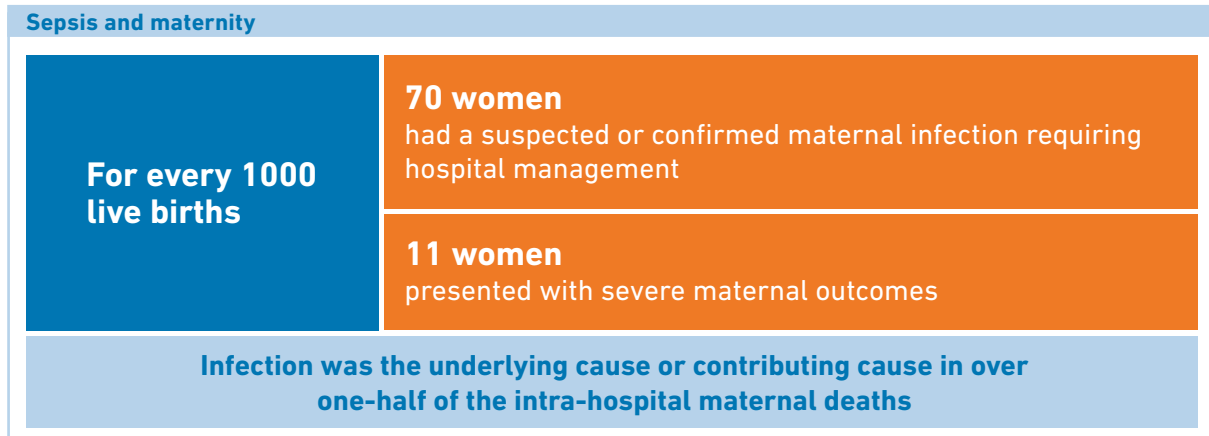 Sepsis and maternity
For every 1000
live births
70 women
had a suspected or confirmed maternal infection requiring
hospital management
11 women
presented with severe maternal outcomes
Infection was the underlying cause or contributing cause in over
one-half of the intra-hospital maternal deaths